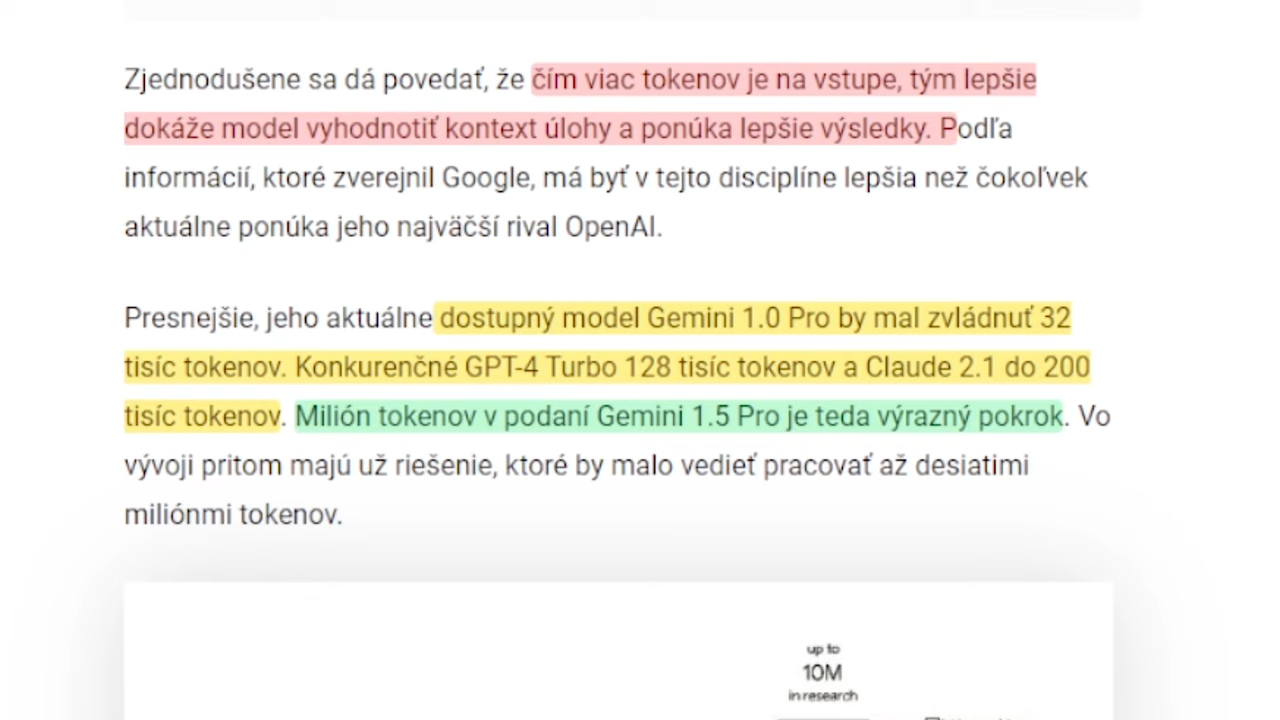 Zjednodušene sa dá povedať, že čím viac tokenov je na vstupe, tým lepšie
dokáže model vyhodnotiť kontext úlohy a ponúka lepšie výsledky. Podľa
informácií, ktoré zverejnil Google, má byť v tejto disciplíne lepšia než čokoľvek
aktuálne ponúka jeho najväčší rival OpenAI.
Presnejšie, jeho aktuálne dostupný model Gemini 1.0 Pro by mal zvládnuť 32
tisíc tokenov. Konkurenčné GPT-4 Turbo 128 tisíc tokenov a Claude 2.1 do 200
tisíc tokenov. Milión tokenov v podaní Gemini 1.5 Pro je teda výrazný pokrok. Vo
vývoji pritom majú už riešenie, ktoré by malo vedieť pracovať až desiatimi
miliónmi tokenov.
up to
10M
in research